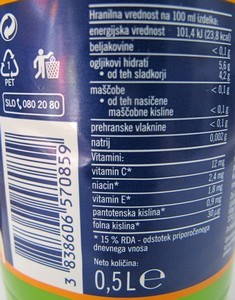 Hranilna vrednost na 100 ml izdelka:
energijska vrednost 101,4 kJ (23,8 kcal)
beljakovine < 0,1 g
ogljikovi hidrati 5,6 g
• od teh sladkorji 4,2 g
maščobe < 0,1 g
• od teh nasičene
maščobne kisline < 0,1 g
prehranske vlaknine < 0,1 g
natrij 0,002 g
Vitamini:
vitamin C* 12 mg
niacin* 2,4 mg
vitamin E* 1,8 mg
pantotenska kislina* 0,9 mg
folna kislina* 30 µg
* 15 % RDA - odstotek priporočenega
dnevnega vnosa
Neto količina:
0,5 L e
1
PET
SLO 080 20 80
3 838606 570859